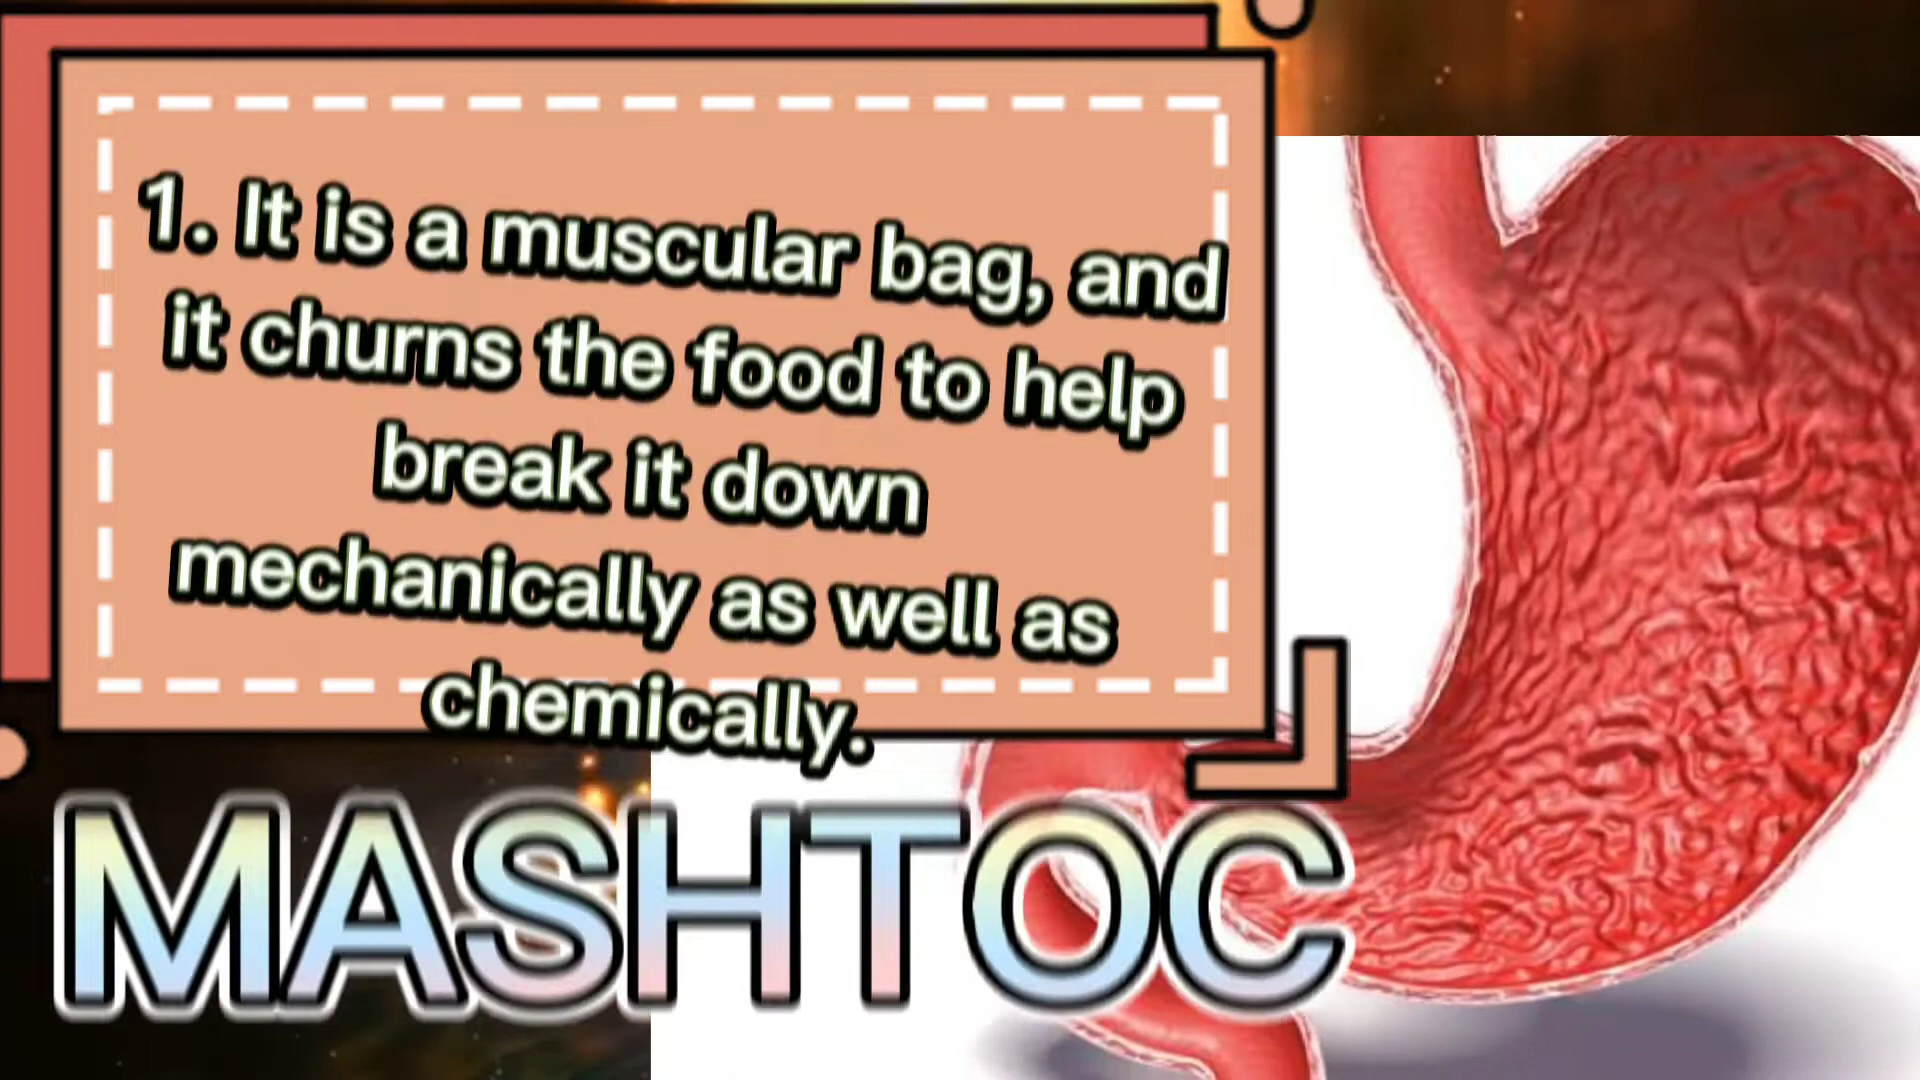 1. It is a muscular bag, and
it churns the food to help
break it down
mechanically as well as
chemically.
MASHTOC